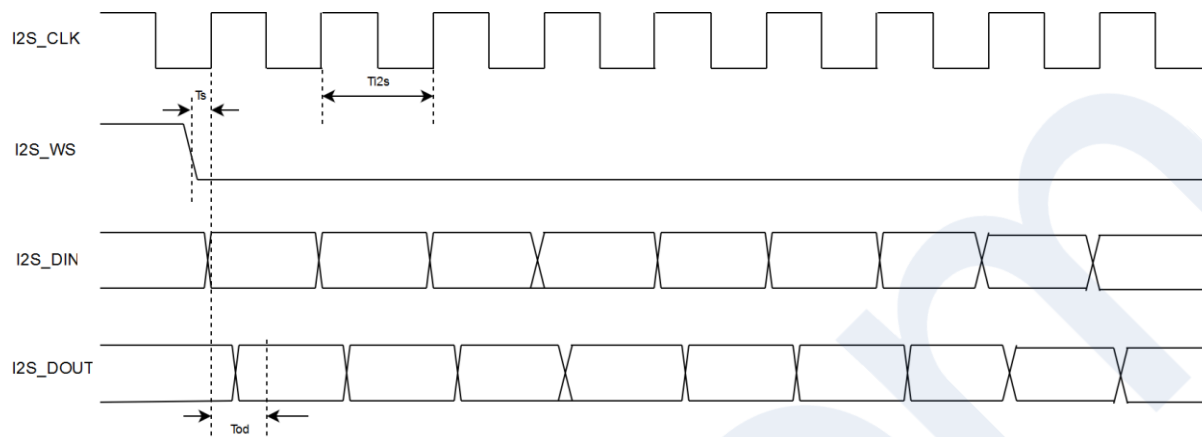 I2S_CLK
Ts
TI2s
I2S_WS
I2S_DIN
I2S_DOUT
Tod